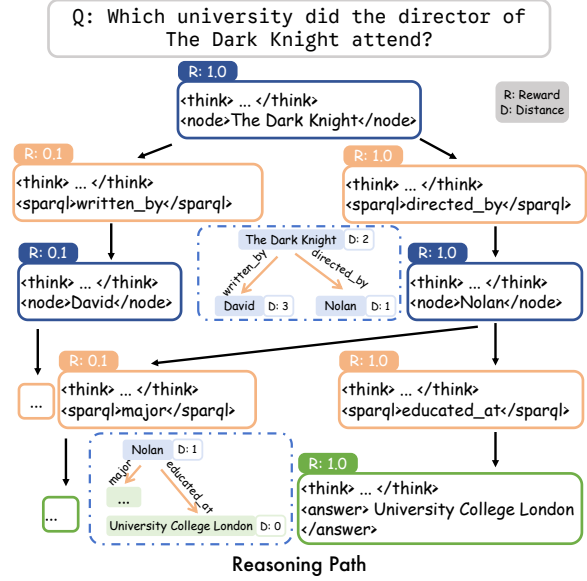 Q: Which university did the director of
The Dark Knight attend?
R: 1.0
<think> ... </think>
<node>The Dark Knight</node>
R: Reward
D: Distance
R: 0.1
<think> ... </think>
<sparql>written_by</sparql>
R: 1.0
<think> ... </think>
<sparql>directed_by</sparql>
The Dark Knight D: 2
written_by
directed_by
David D: 3
Nolan D: 1
R: 0.1
<think> ... </think>
<node>David</node>
R: 1.0
<think> ... </think>
<node>Nolan</node>
...
R: 0.1
<think> ... </think>
<sparql>major</sparql>
R: 1.0
<think> ... </think>
<sparql>educated_at</sparql>
Nolan D: 1
major
educated_at
...
University College London D: 0
...
R: 1.0
<think> ... </think>
<answer> University College London
</answer>
Reasoning Path